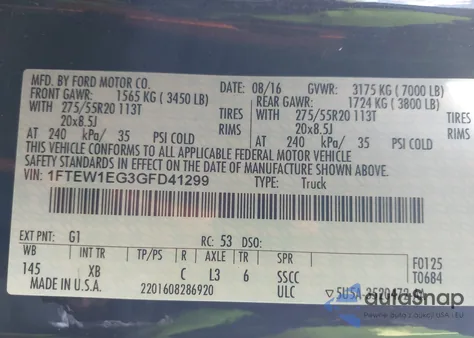 MFD. BY FORD MOTOR CO. DATE: 08/16 GVWR: 3175 KG (7000 LB)
FRONT GAWR: 1565 KG (3450 LB) REAR GAWR: 1724 KG (3800 LB)
WITH 275/55R20 113T TIRES WITH 275/55R20 113T TIRES
20x8.5J RIMS 20x8.5J RIMS
AT 240 kPa/ 35 PSI COLD AT 240 kPa/ 35 PSI COLD
THIS VEHICLE CONFORMS TO ALL APPLICABLE FEDERAL MOTOR VEHICLE
SAFETY STANDARDS IN EFFECT ON THE DATE OF MANUFACTURE SHOWN ABOVE.
VIN: 1FTEW1EG3GFD41299 TYPE: Truck
EXT PNT: G1 RC: 53 DSO:
WB INT TR TP/PS R AXLE TR SPR F0125
145 XB C L3 6 SSCC T0684
MADE IN U.S.A. 2201608286920 ULC
autoSnap